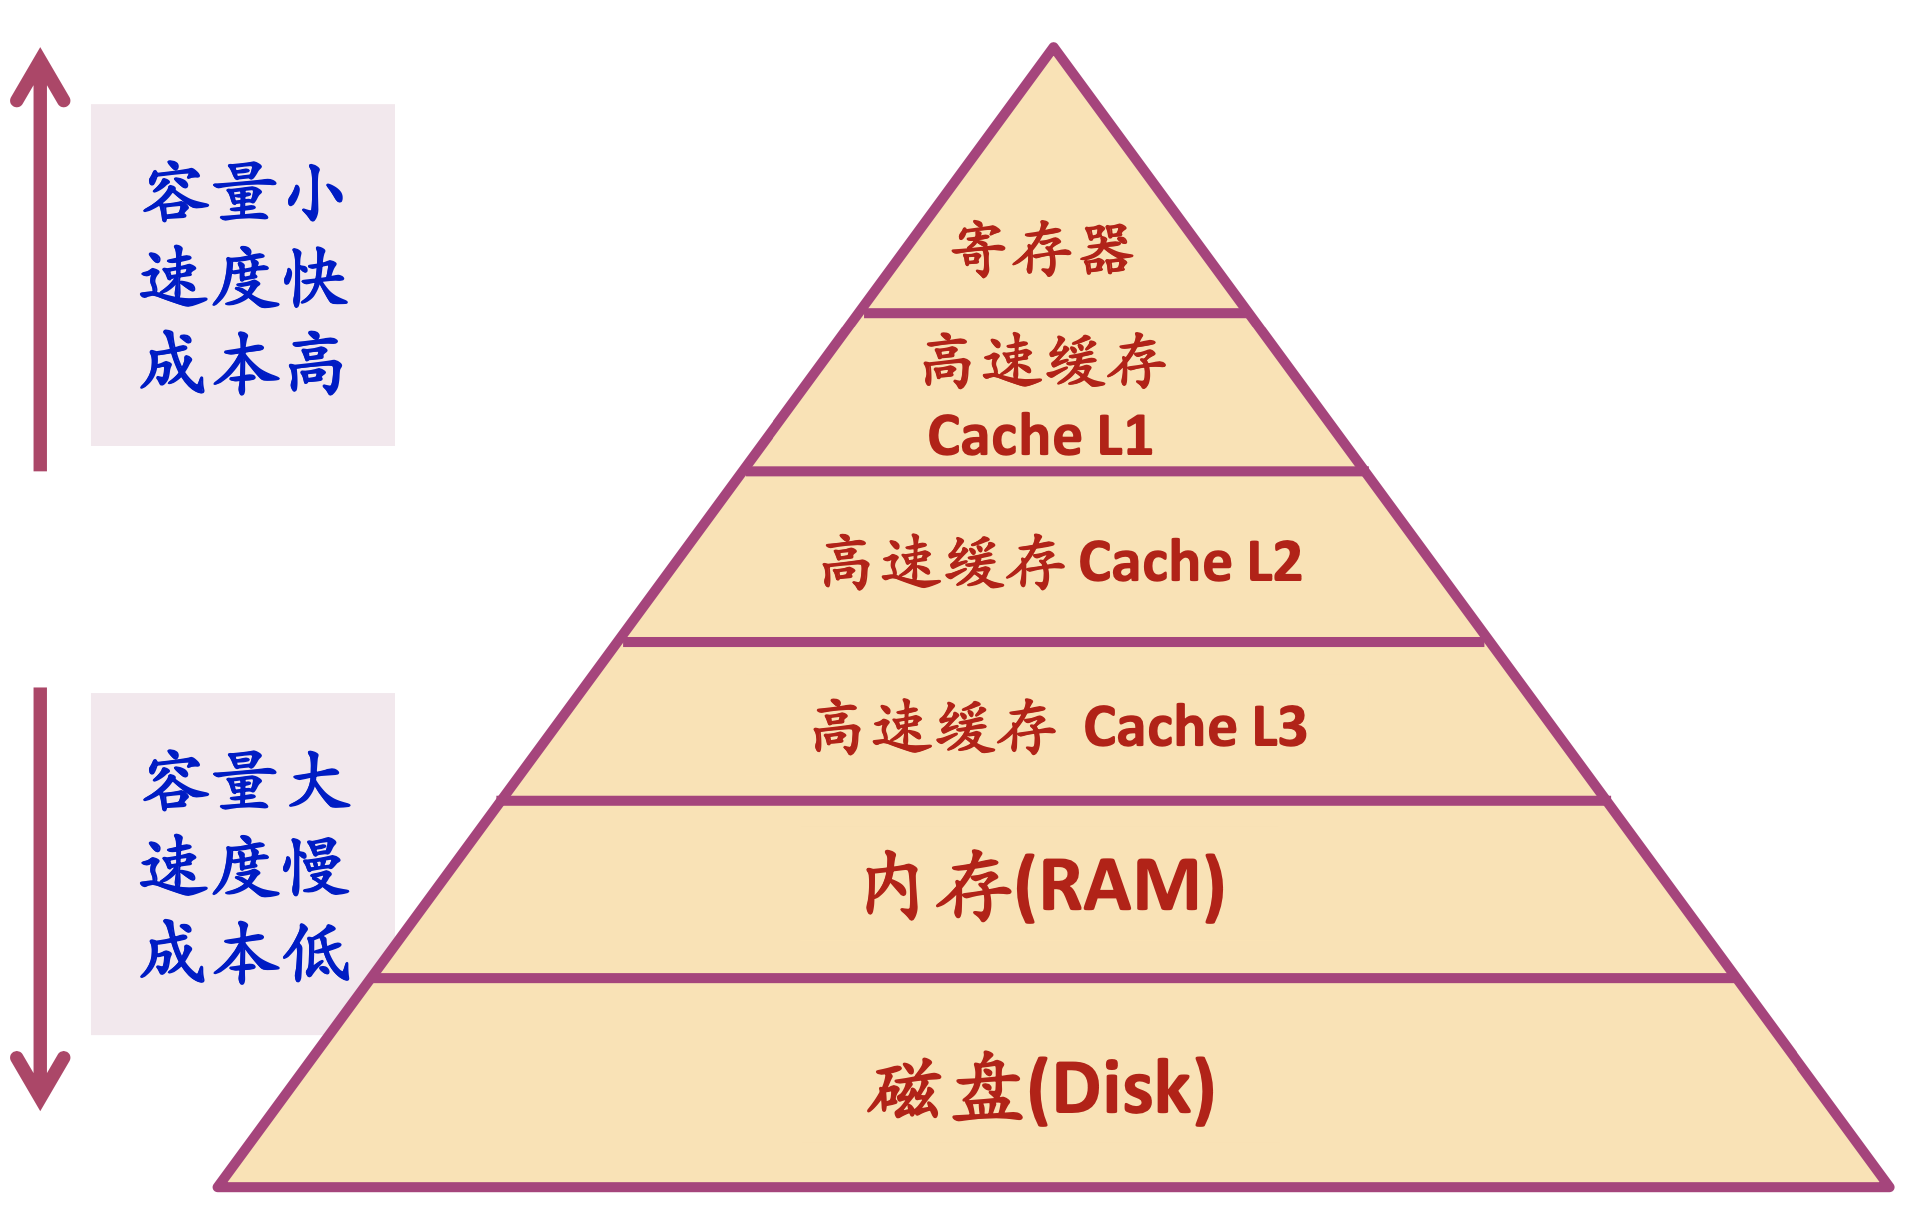 容量小
速度快
成本高
寄存器
高速缓存
Cache L1
高速缓存 Cache L2
高速缓存 Cache L3
容量大
速度慢
成本低
内存(RAM)
磁盘(Disk)